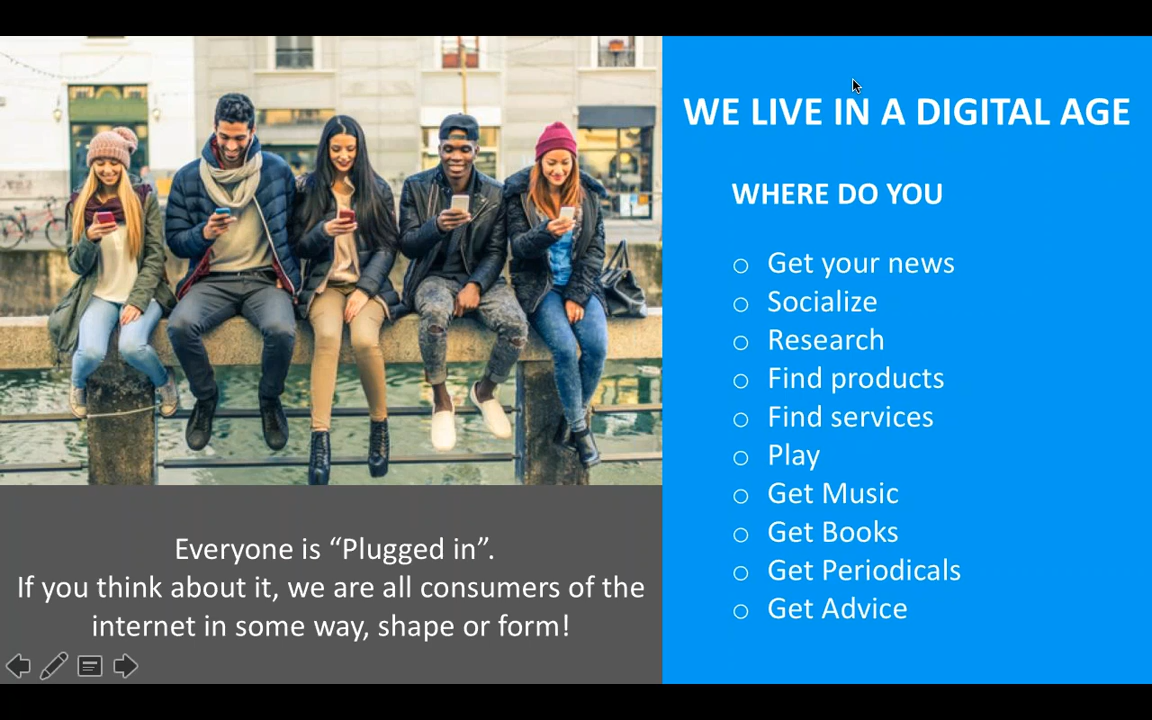 WE LIVE IN A DIGITAL AGE
WHERE DO YOU
Get your news
Socialize
Research
Find products
Find services
Play
Get Music
Get Books
Get Periodicals
Get Advice
Everyone is “Plugged in”.
If you think about it, we are all consumers of the
internet in some way, shape or form!